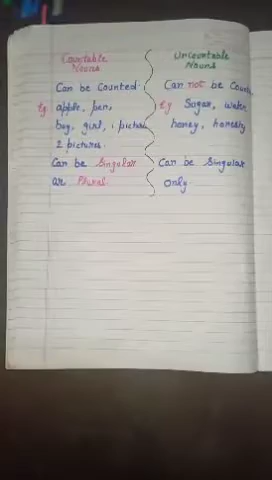 Countable
Nouns
Can be Counted.
Eg apple, pen,
boy, girl, 1 picture
2 pictures.
Can be Singular
or Plural.
Uncountable
Nouns
Can not be Count
Eg Sugar, water,
honey, honesty
Can be Singular
Only.